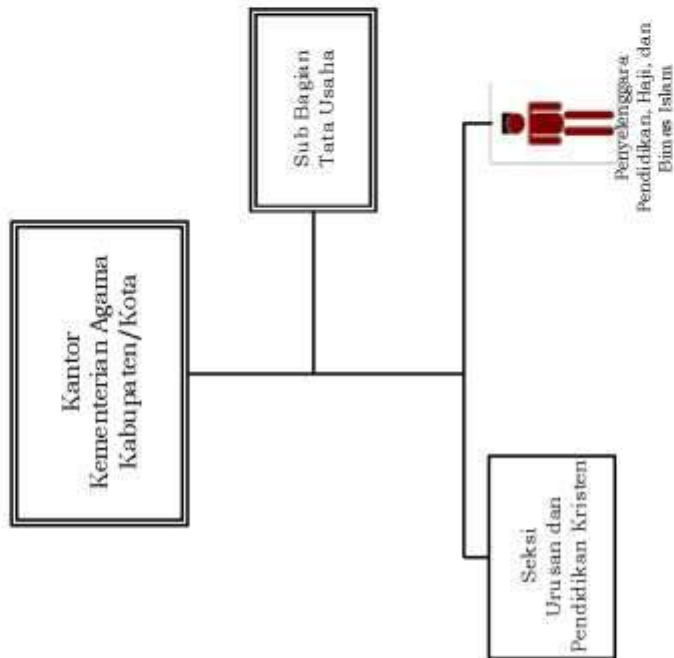 Kantor
Kementerian Agama
Kabupaten/Kota
Sub Bagian
Tata Usaha
Seksi
Urusan dan
Pendidikan Kristen
Penyelenggara
Pendidikan, Haji, dan
Bimas Islam